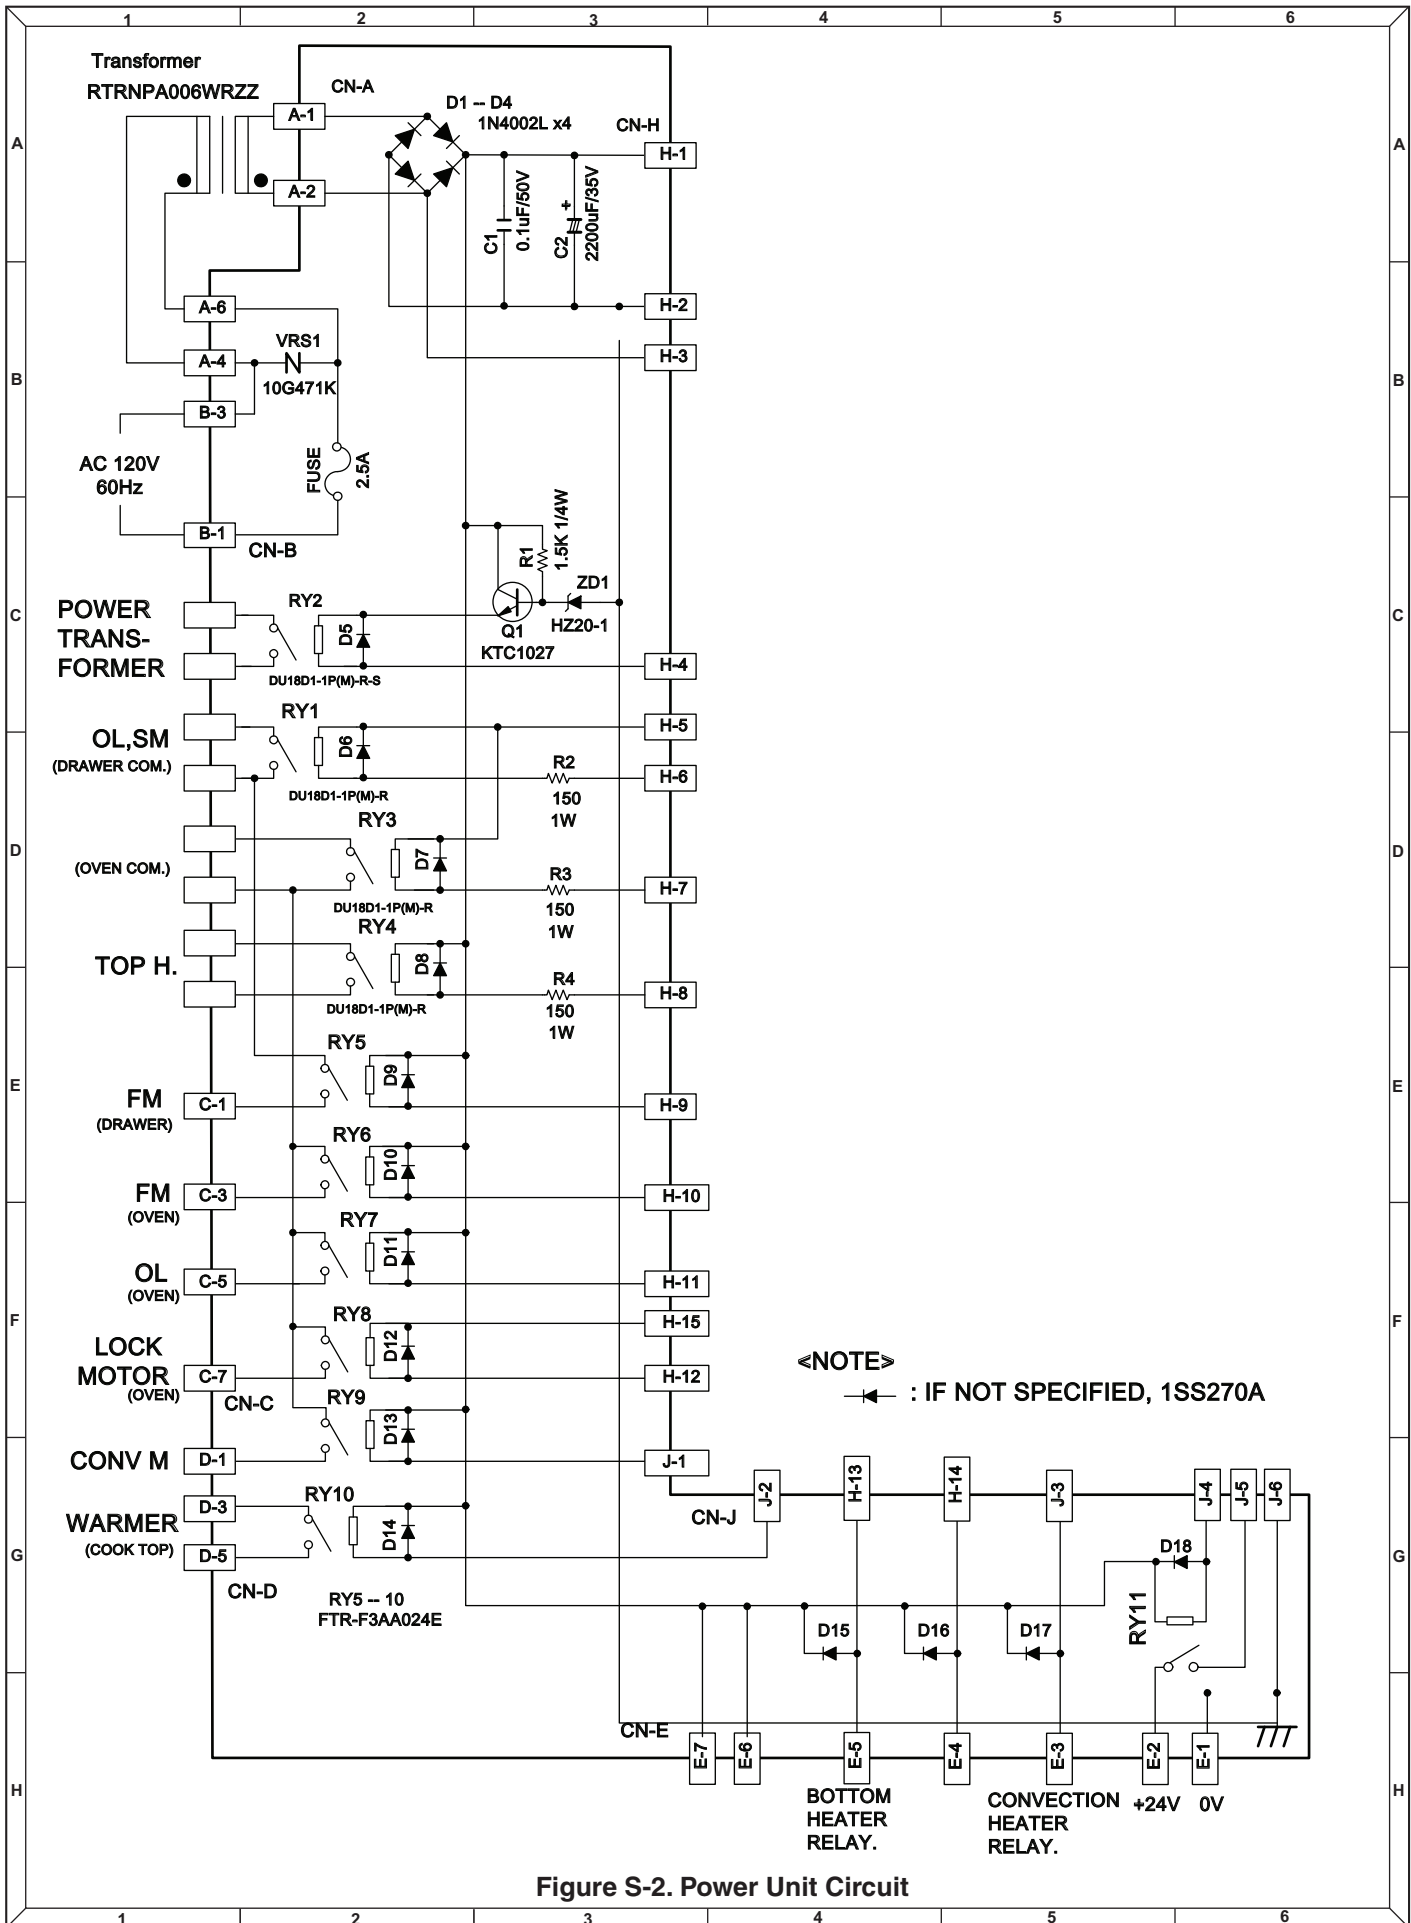 1 2 3 4 5 6
Transformer
RTRNPA006WRZZ
CN-A
D1 -- D4
1N4002L x4
CN-H
A-1
H-1
A
A
A-2
C1
0.1uF/50V
C2
+
2200uF/35V
A-6
H-2
VRS1
A-4
H-3
10G471K
B
B
B-3
AC 120V
60Hz
FUSE
2.5A
B-1
CN-B
R1
1.5K 1/4W
ZD1
HZ20-1
Q1
KTC1027
POWER
TRANS-
FORMER
RY2
D5
C
C
H-4
DU18D1-1P(M)-R-S
RY1
H-5
OL,SM
(DRAWER COM.)
D6
R2
H-6
150
1W
DU18D1-1P(M)-R
RY3
D
D
(OVEN COM.)
D7
R3
H-7
150
1W
DU18D1-1P(M)-R
RY4
TOP H.
D8
R4
H-8
150
1W
DU18D1-1P(M)-R
RY5
D9
E
E
FM
(DRAWER)
C-1
H-9
RY6
D10
FM
(OVEN)
C-3
H-10
RY7
D11
OL
(OVEN)
C-5
H-11
RY8
H-15
F
F
D12
LOCK
MOTOR
(OVEN)
C-7
H-12
CN-C
RY9
D13
<NOTE>
: IF NOT SPECIFIED, 1SS270A
CONV M
D-1
J-1
J-2
H-13
H-14
J-3
J-4
J-5
J-6
CN-J
D-3
RY10
WARMER
(COOK TOP)
D14
D-5
G
G
CN-D
D18
RY11
RY5 -- 10
FTR-F3AA024E
D15
D16
D17
CN-E
E-7
E-6
E-5
E-4
E-3
E-2
E-1
H
H
BOTTOM
HEATER
RELAY.
CONVECTION
HEATER
RELAY.
+24V
0V
Figure S-2. Power Unit Circuit
1 2 3 4 5 6